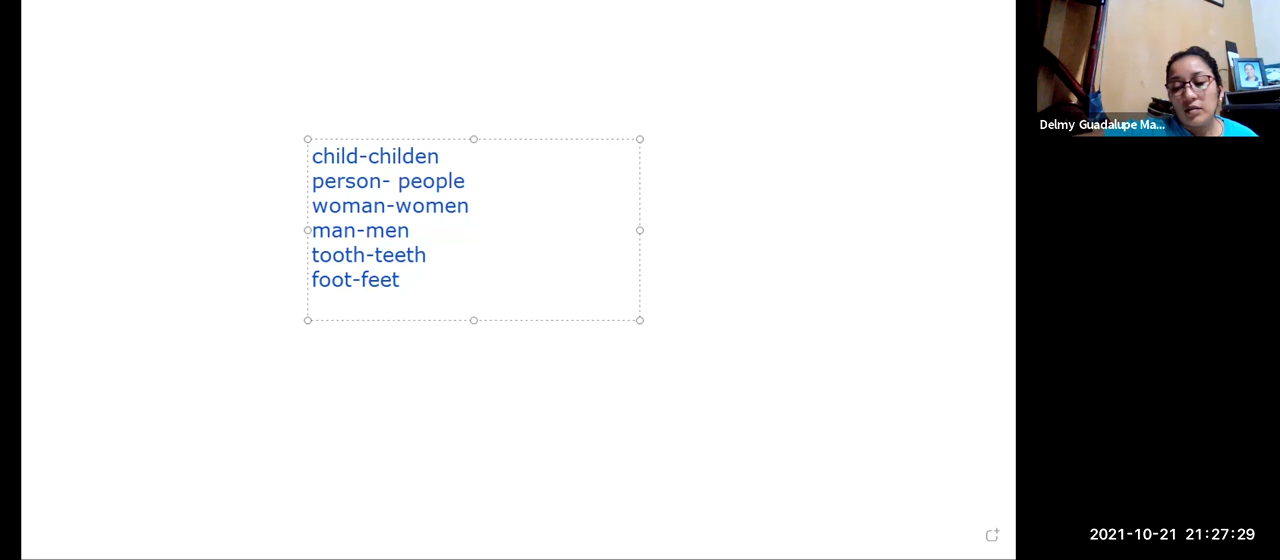 child-childen
person- people
woman-women
man-men
tooth-teeth
foot-feet
Delmy Guadalupe Ma...
2021-10-21 21:27:29